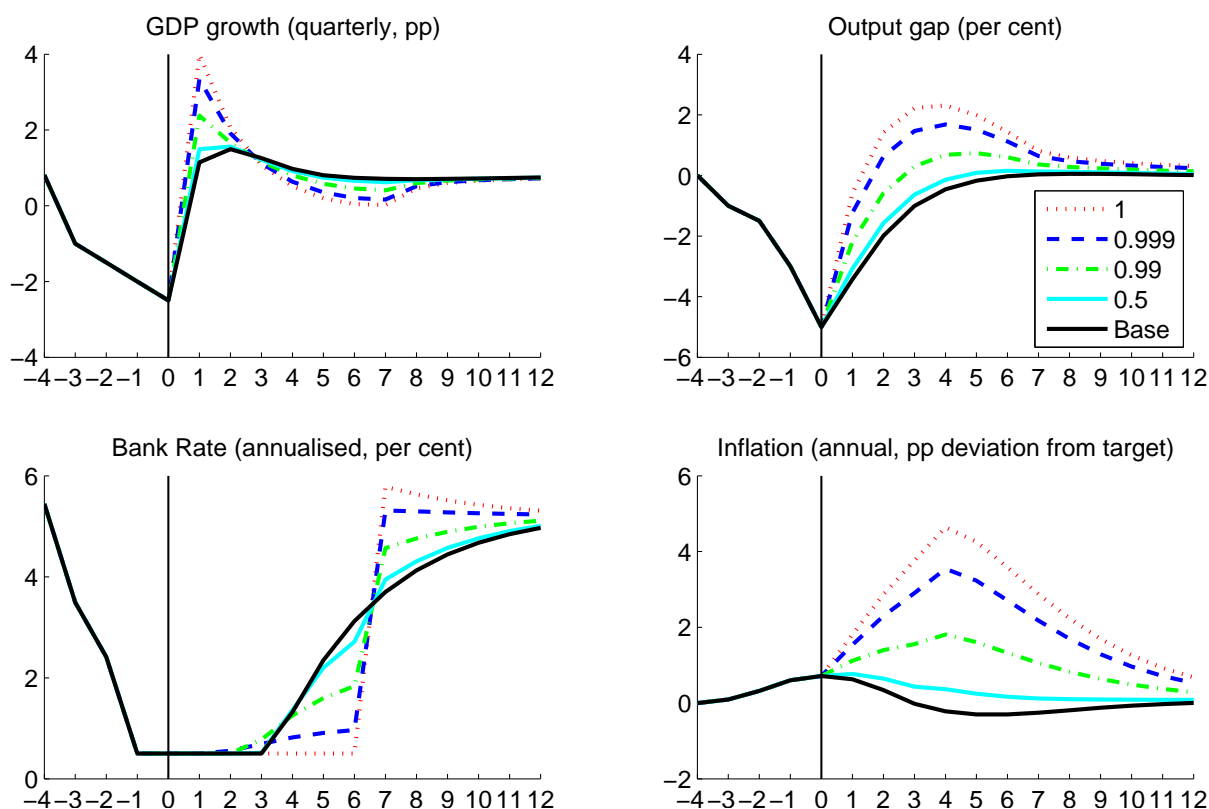 GDP growth (quarterly, pp)
4
2
0
−2
−4
−4 −3 −2 −1 0 1 2 3 4 5 6 7 8 9 10 11 12
Output gap (per cent)
4
2
0
−2
−4
−6
−4 −3 −2 −1 0 1 2 3 4 5 6 7 8 9 10 11 12
1
0.999
0.99
0.5
Base
Bank Rate (annualised, per cent)
6
4
2
0
−4 −3 −2 −1 0 1 2 3 4 5 6 7 8 9 10 11 12
Inflation (annual, pp deviation from target)
6
4
2
0
−2
−4 −3 −2 −1 0 1 2 3 4 5 6 7 8 9 10 11 12